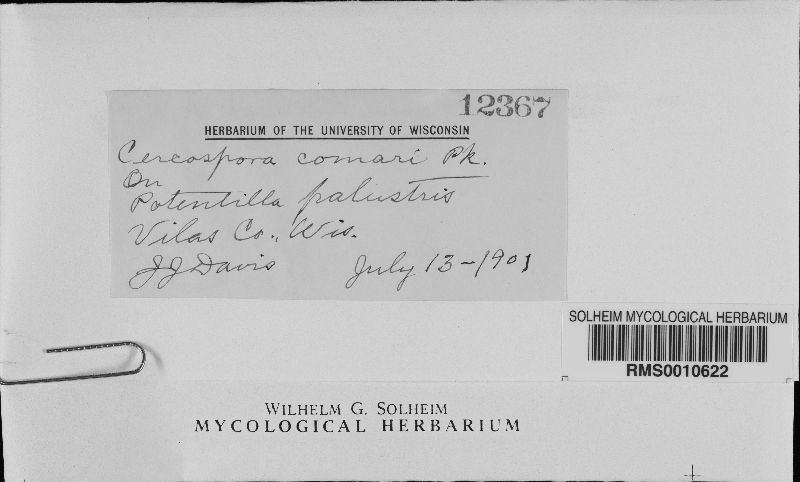 12367
HERBARIUM OF THE UNIVERSITY OF WISCONSIN
Cercospora comari Pk.
On
Potentilla palustris
Vilas Co., Wis.
JJ Davis July 13-1901
SOLHEIM MYCOLOGICAL HERBARIUM
RMS0010622
WILHELM G. SOLHEIM
MYCOLOGICAL HERBARIUM